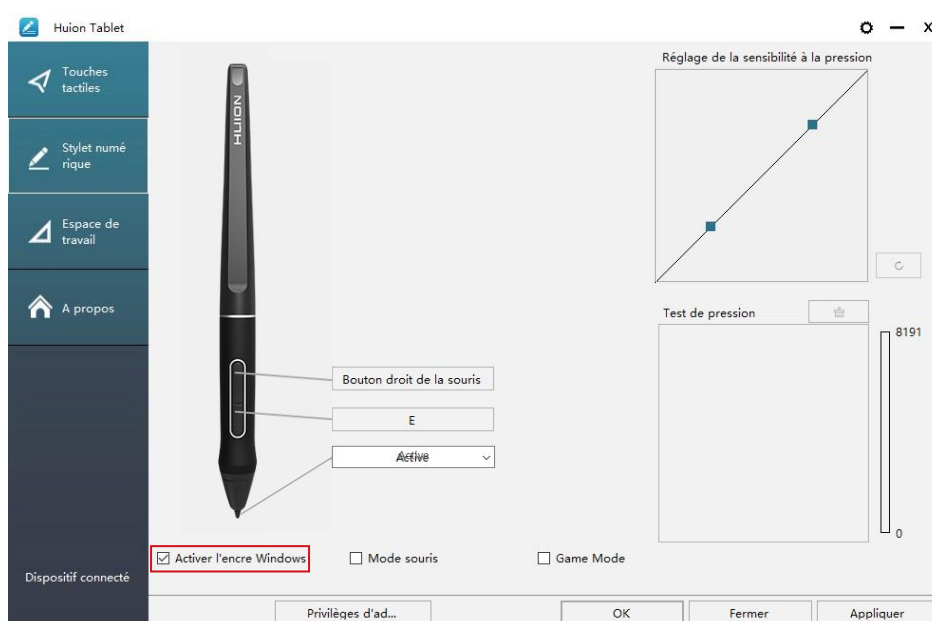 Huion Tablet
X
Touches
tactiles
Stylet numé
rique
Espace de
travail
A propos
Dispositif connecté
HUION
Bouton droit de la souris
E
Active
Activer l'encre Windows
Mode souris
Game Mode
Réglage de la sensibilité à la pression
Test de pression
8191
0
Privilèges d'ad...
OK
Fermer
Appliquer